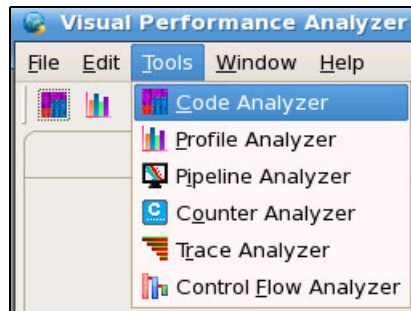 Visual Performance Analyzer
File Edit Tools Window Help
Code Analyzer
Profile Analyzer
Pipeline Analyzer
Counter Analyzer
Trace Analyzer
Control Flow Analyzer